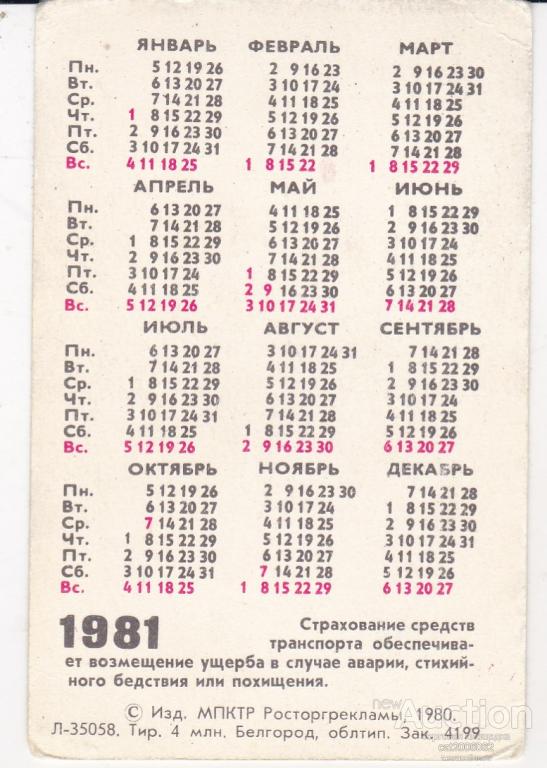 ЯНВАРЬ ФЕВРАЛЬ МАРТ
Пн. 5 12 19 26 2 9 16 23 2 9 16 23 30
Вт. 6 13 20 27 3 10 17 24 3 10 17 24 31
Ср. 7 14 21 28 4 11 18 25 4 11 18 25
Чт. 1 8 15 22 29 5 12 19 26 5 12 19 26
Пт. 2 9 16 23 30 6 13 20 27 6 13 20 27
Сб. 3 10 17 24 31 7 14 21 28 7 14 21 28
Вс. 4 11 18 25 1 8 15 22 1 8 15 22 29
АПРЕЛЬ МАЙ ИЮНЬ
Пн. 6 13 20 27 4 11 18 25 1 8 15 22 29
Вт. 7 14 21 28 5 12 19 26 2 9 16 23 30
Ср. 1 8 15 22 29 6 13 20 27 3 10 17 24
Чт. 2 9 16 23 30 7 14 21 28 4 11 18 25
Пт. 3 10 17 24 1 8 15 22 29 5 12 19 26
Сб. 4 11 18 25 2 9 16 23 30 6 13 20 27
Вс. 5 12 19 26 3 10 17 24 31 7 14 21 28
ИЮЛЬ АВГУСТ СЕНТЯБРЬ
Пн. 6 13 20 27 3 10 17 24 31 7 14 21 28
Вт. 7 14 21 28 4 11 18 25 1 8 15 22 29
Ср. 1 8 15 22 29 5 12 19 26 2 9 16 23 30
Чт. 2 9 16 23 30 6 13 20 27 3 10 17 24
Пт. 3 10 17 24 31 7 14 21 28 4 11 18 25
Сб. 4 11 18 25 1 8 15 22 29 5 12 19 26
Вс. 5 12 19 26 2 9 16 23 30 6 13 20 27
ОКТЯБРЬ НОЯБРЬ ДЕКАБРЬ
Пн. 5 12 19 26 2 9 16 23 30 7 14 21 28
Вт. 6 13 20 27 3 10 17 24 1 8 15 22 29
Ср. 7 14 21 28 4 11 18 25 2 9 16 23 30
Чт. 1 8 15 22 29 5 12 19 26 3 10 17 24 31
Пт. 2 9 16 23 30 6 13 20 27 4 11 18 25
Сб. 3 10 17 24 31 7 14 21 28 5 12 19 26
Вс. 4 11 18 25 1 8 15 22 29 6 13 20 27
1981 Страхование средств
транспорта обеспечива-
ет возмещение ущерба в случае аварии, стихий-
ного бедствия или похищения.
© Изд. МПКТР Росторгрекламы, 1980.
Л-35058. Тир. 4 млн. Белгород, облтип. Зак. 4199
new
Auction
cat2006082